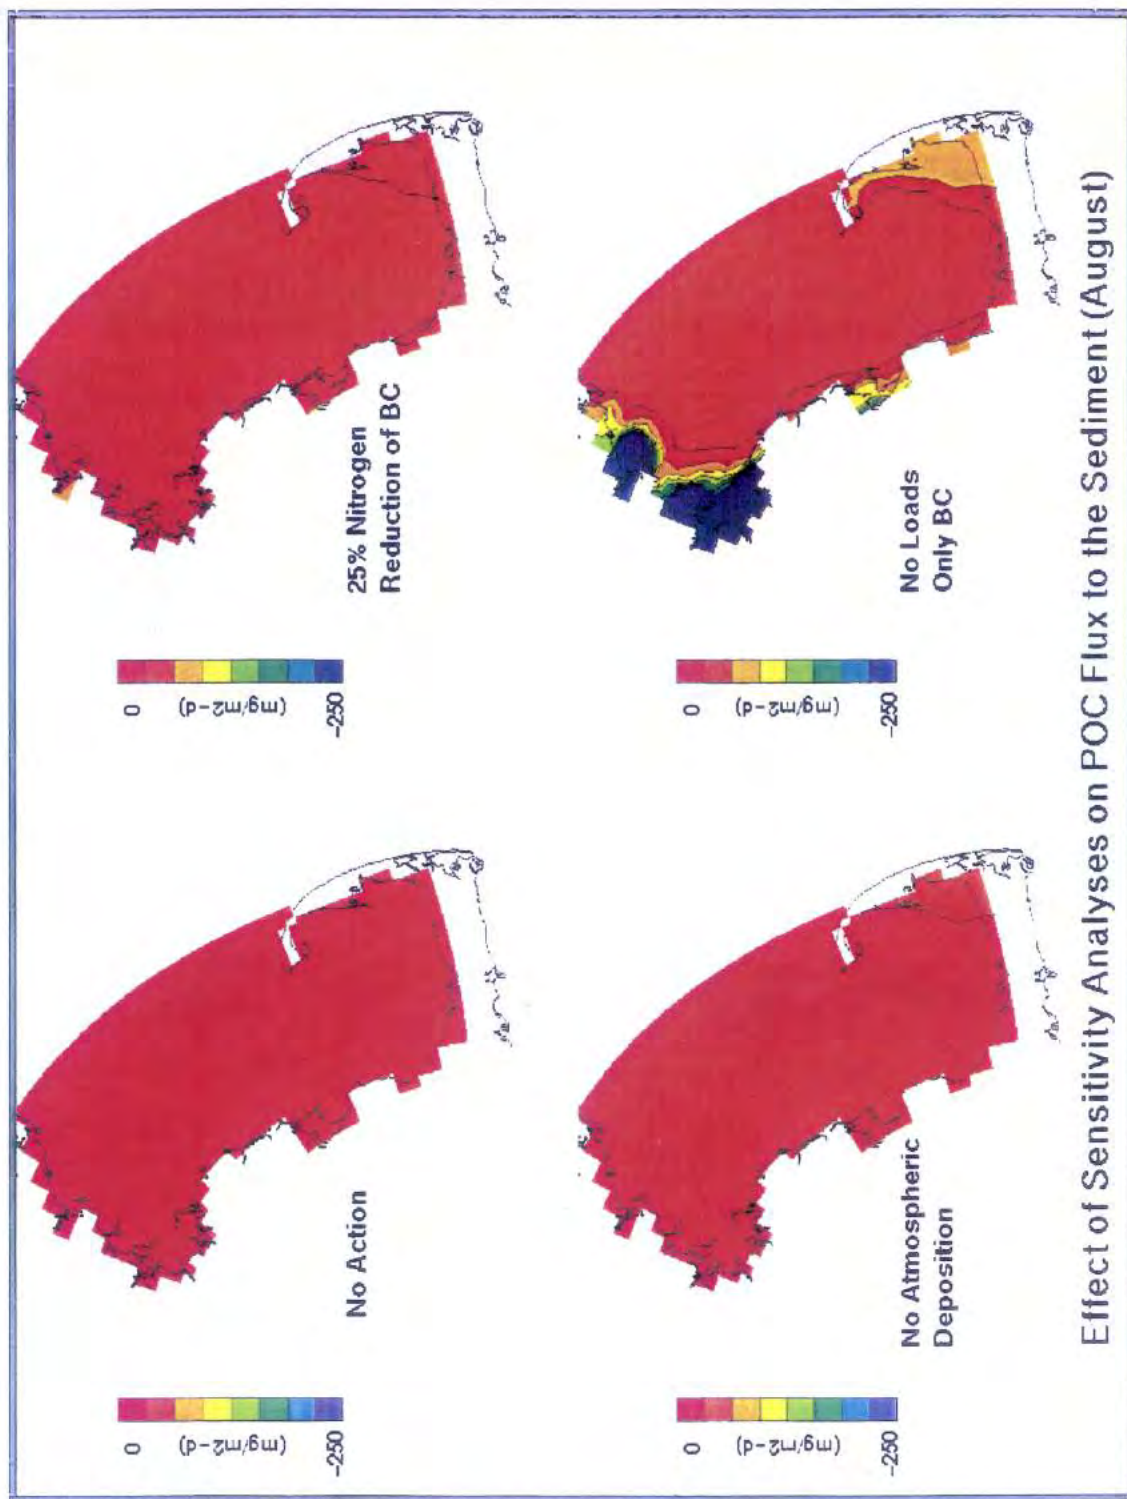 No Action
0
(mg/m2-d)
-250
25% Nitrogen
Reduction of BC
0
(mg/m2-d)
-250
No Atmospheric
Deposition
0
(mg/m2-d)
-250
No Loads
Only BC
0
(mg/m2-d)
-250
Effect of Sensitivity Analyses on POC Flux to the Sediment (August)